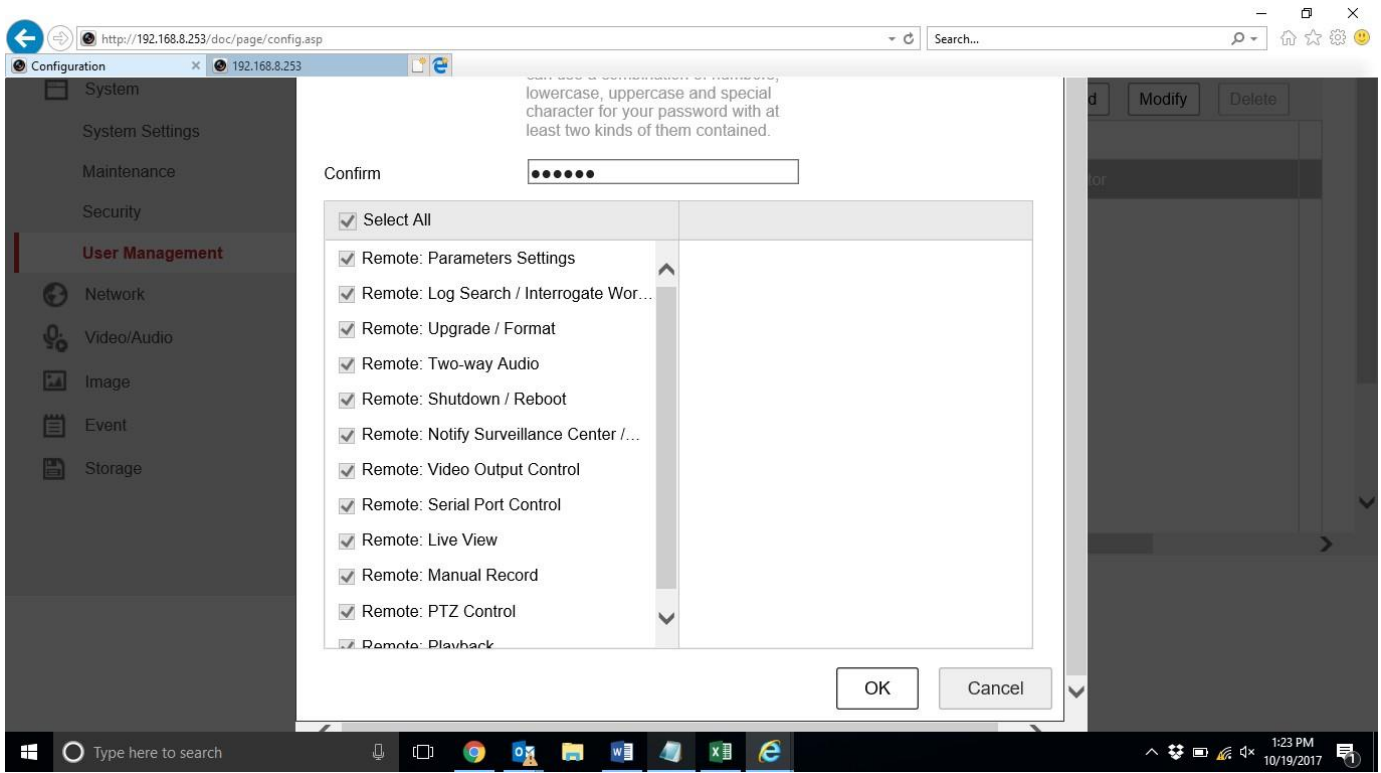 http://192.168.8.253/doc/page/config.asp
Search...
Configuration
192.168.8.253
System
System Settings
Maintenance
Security
User Management
Network
Video/Audio
Image
Event
Storage
lowercase, uppercase and special
character for your password with at
least two kinds of them contained.
Confirm
Select All
Remote: Parameters Settings
Remote: Log Search / Interrogate Wor...
Remote: Upgrade / Format
Remote: Two-way Audio
Remote: Shutdown / Reboot
Remote: Notify Surveillance Center /...
Remote: Video Output Control
Remote: Serial Port Control
Remote: Live View
Remote: Manual Record
Remote: PTZ Control
Remote: Playback
OK
Cancel
Modify
Delete
Type here to search
1:23 PM
10/19/2017